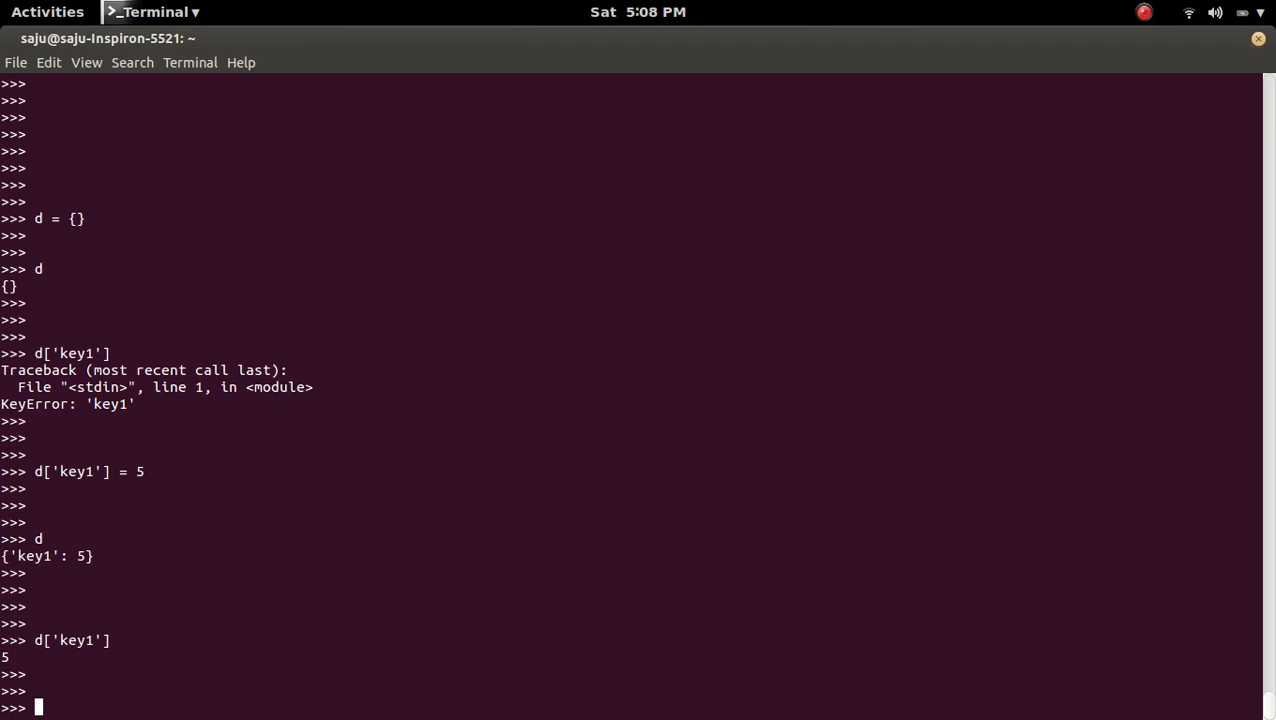 Activities
Terminal
Sat 5:08 PM
saju@saju-Inspiron-5521: ~
File Edit View Search Terminal Help
>>>
>>>
>>>
>>>
>>>
>>>
>>>
>>>
>>> d = {}
>>>
>>>
>>> d
{}
>>>
>>>
>>>
>>> d['key1']
Traceback (most recent call last):
  File "<stdin>", line 1, in <module>
KeyError: 'key1'
>>>
>>>
>>>
>>> d['key1'] = 5
>>>
>>>
>>>
>>> d
{'key1': 5}
>>>
>>>
>>>
>>>
>>> d['key1']
5
>>>
>>>
>>>